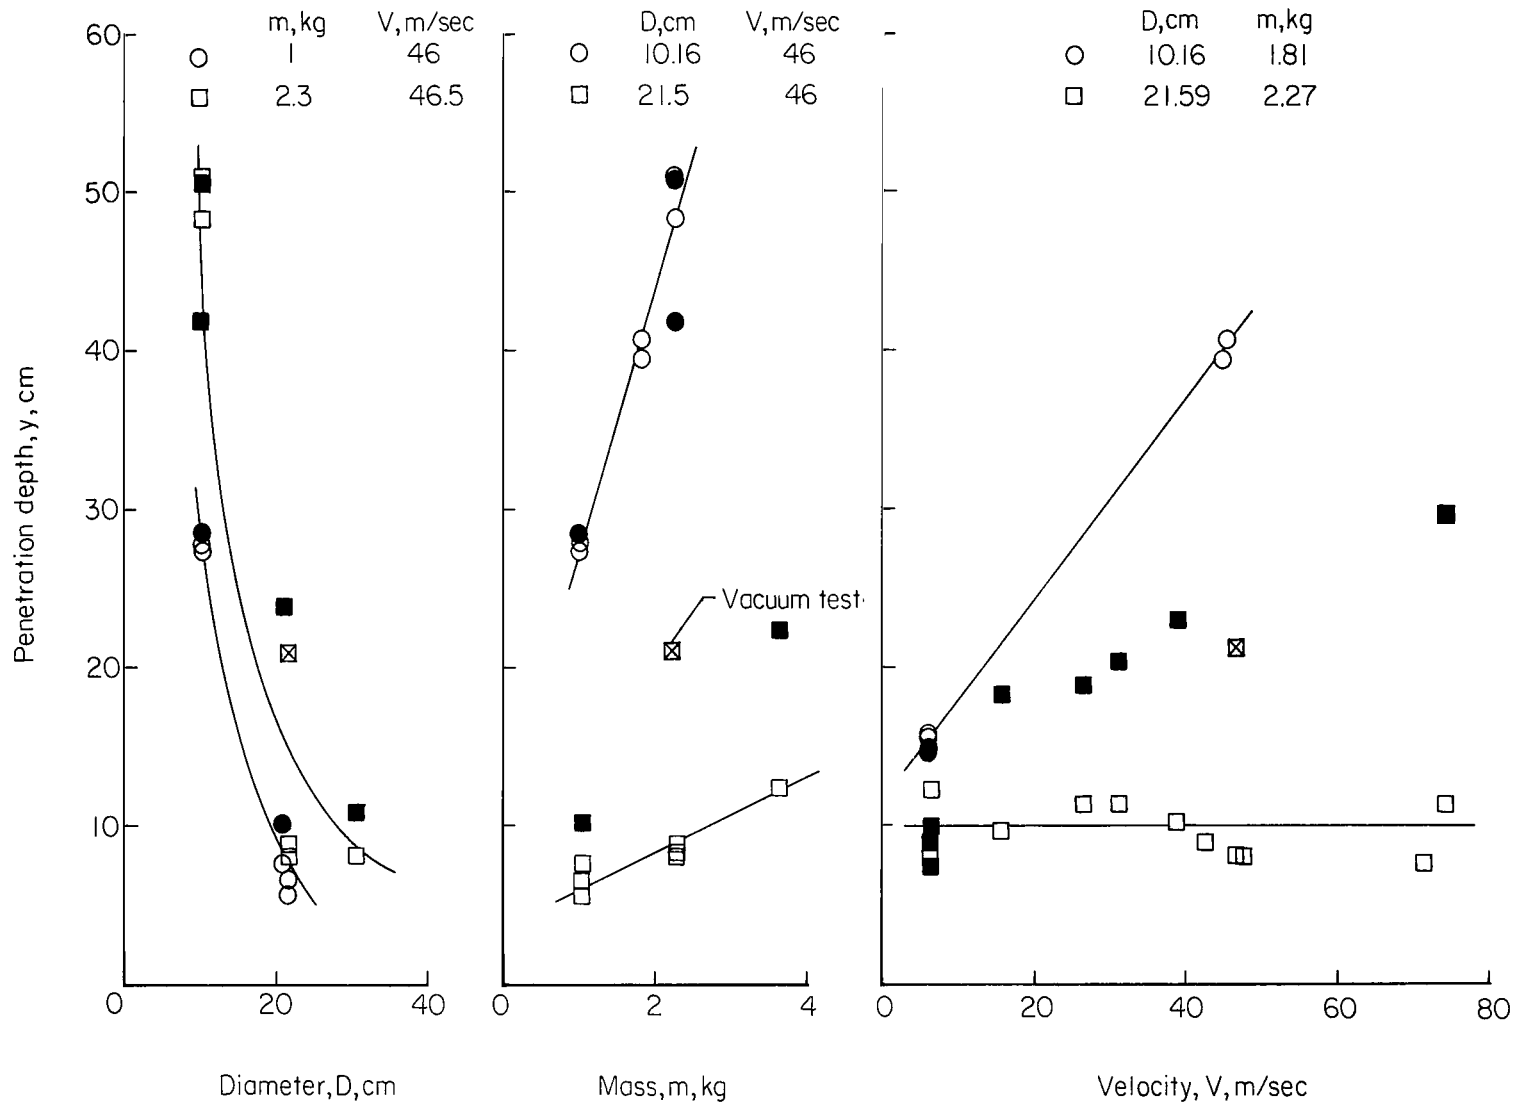 m,kg V,m/sec
1 46
2.3 46.5
D,cm V,m/sec
10.16 46
21.5 46
D,cm m,kg
10.16 1.81
21.59 2.27
Penetration depth, y, cm
60
50
40
30
20
10
Vacuum test
0 20 40
0 2 4
0 20 40 60 80
Diameter, D, cm
Mass, m, kg
Velocity, V, m/sec